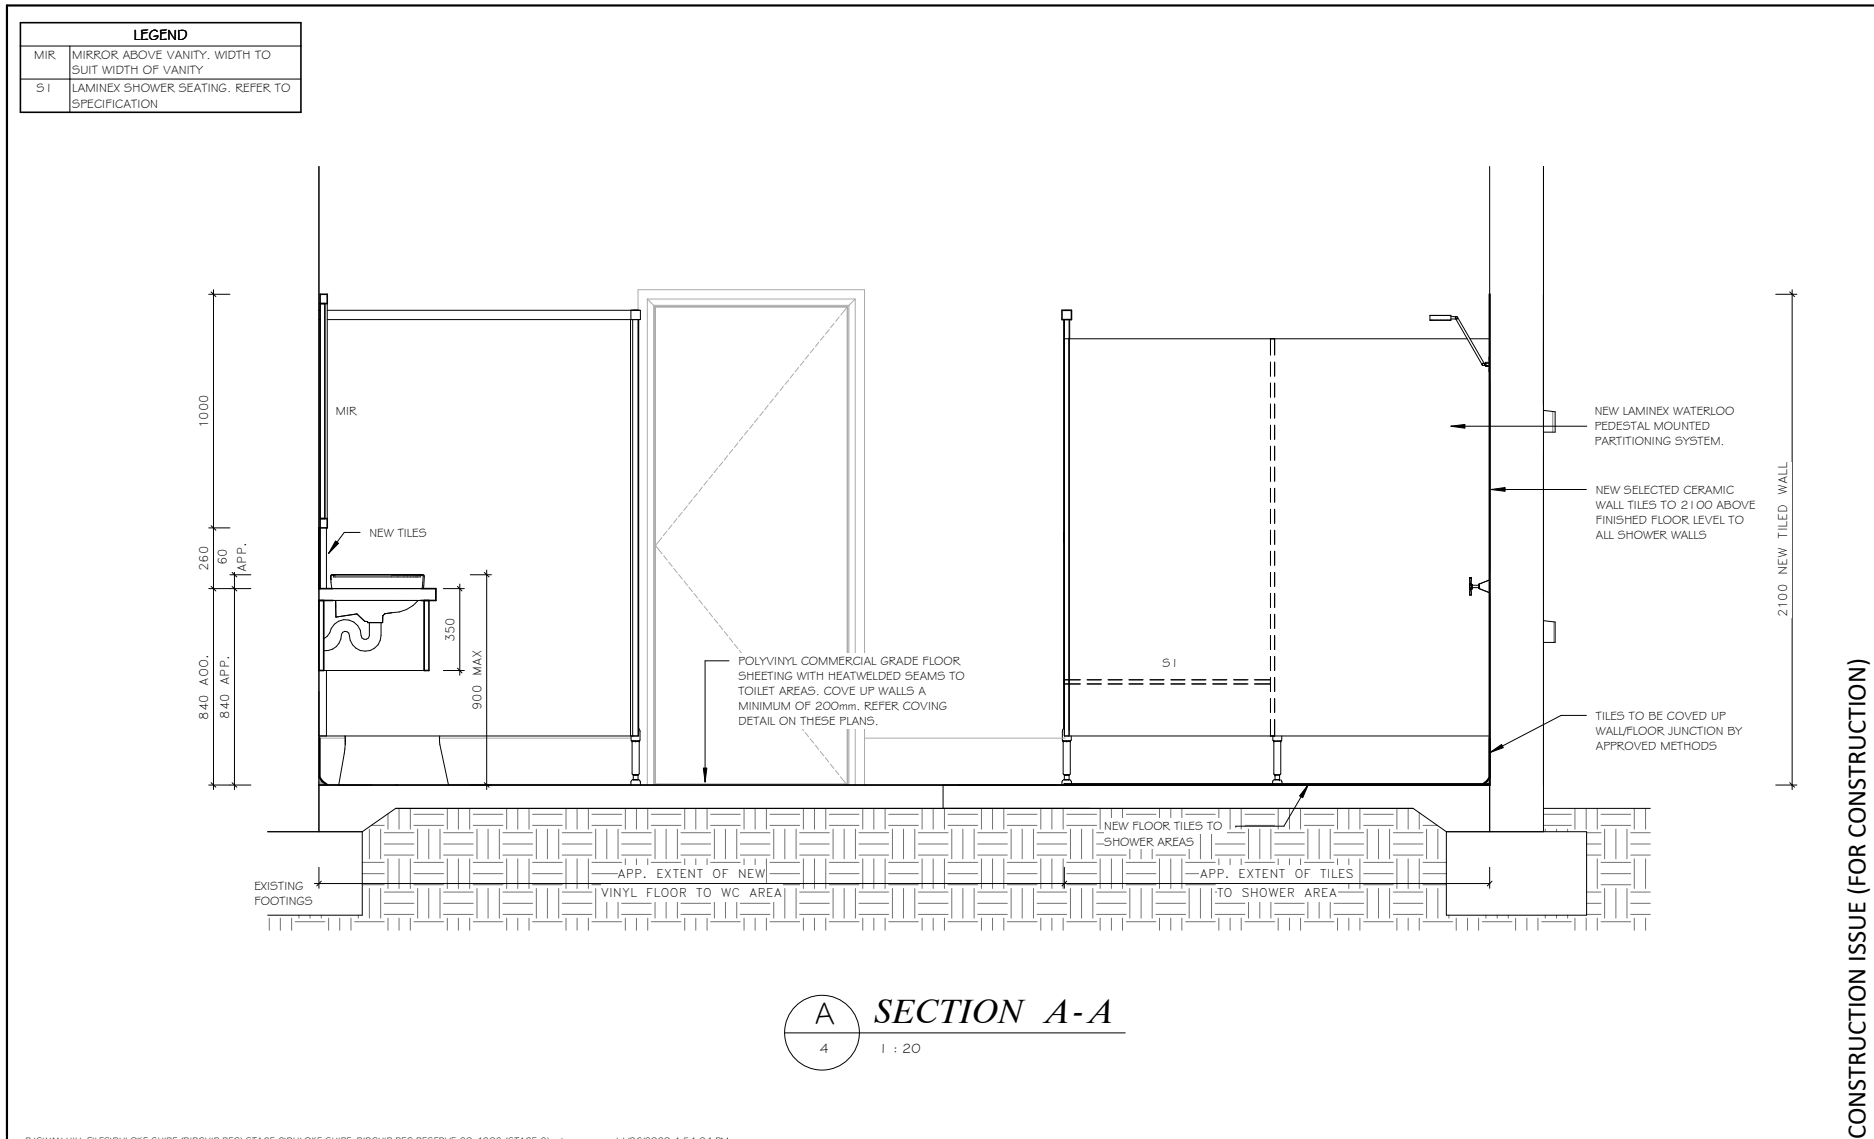 LEGEND
MIR MIRROR ABOVE VANITY. WIDTH TO
SUIT WIDTH OF VANITY
S1 LAMINEX SHOWER SEATING. REFER TO
SPECIFICATION
1000
260
60
APP.
840 AOO.
840 APP.
350
900 MAX
MIR
NEW TILES
POLYVINYL COMMERCIAL GRADE FLOOR
SHEETING WITH HEATWELDED SEAMS TO
TOILET AREAS. COVE UP WALLS A
MINIMUM OF 200mm. REFER COVING
DETAIL ON THESE PLANS.
S1
NEW LAMINEX WATERLOO
PEDESTAL MOUNTED
PARTITIONING SYSTEM.
NEW SELECTED CERAMIC
WALL TILES TO 2100 ABOVE
FINISHED FLOOR LEVEL TO
ALL SHOWER WALLS
TILES TO BE COVED UP
WALL/FLOOR JUNCTION BY
APPROVED METHODS
2100 NEW TILED WALL
NEW FLOOR TILES TO
SHOWER AREAS
EXISTING
FOOTINGS
APP. EXTENT OF NEW
VINYL FLOOR TO WC AREA
APP. EXTENT OF TILES
TO SHOWER AREA
A
4
SECTION A-A
1 : 20
CONSTRUCTION ISSUE (FOR CONSTRUCTION)